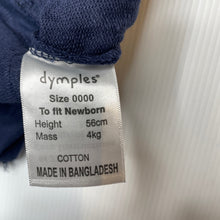 dymples®
Size 0000
To fit Newborn
Height 56cm
Mass 4kg
COTTON
MADE IN BANGLADESH